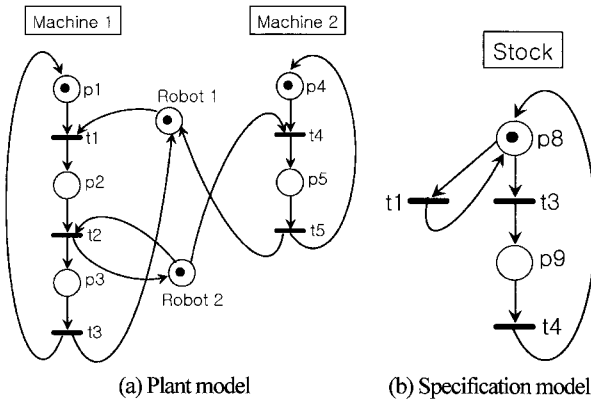 Machine 1
Machine 2
p1
Robot 1
t1
p2
t2
p3
Robot 2
t3
p4
t4
p5
t5
(a) Plant model
Stock
p8
t1
t3
p9
t4
(b) Specification model